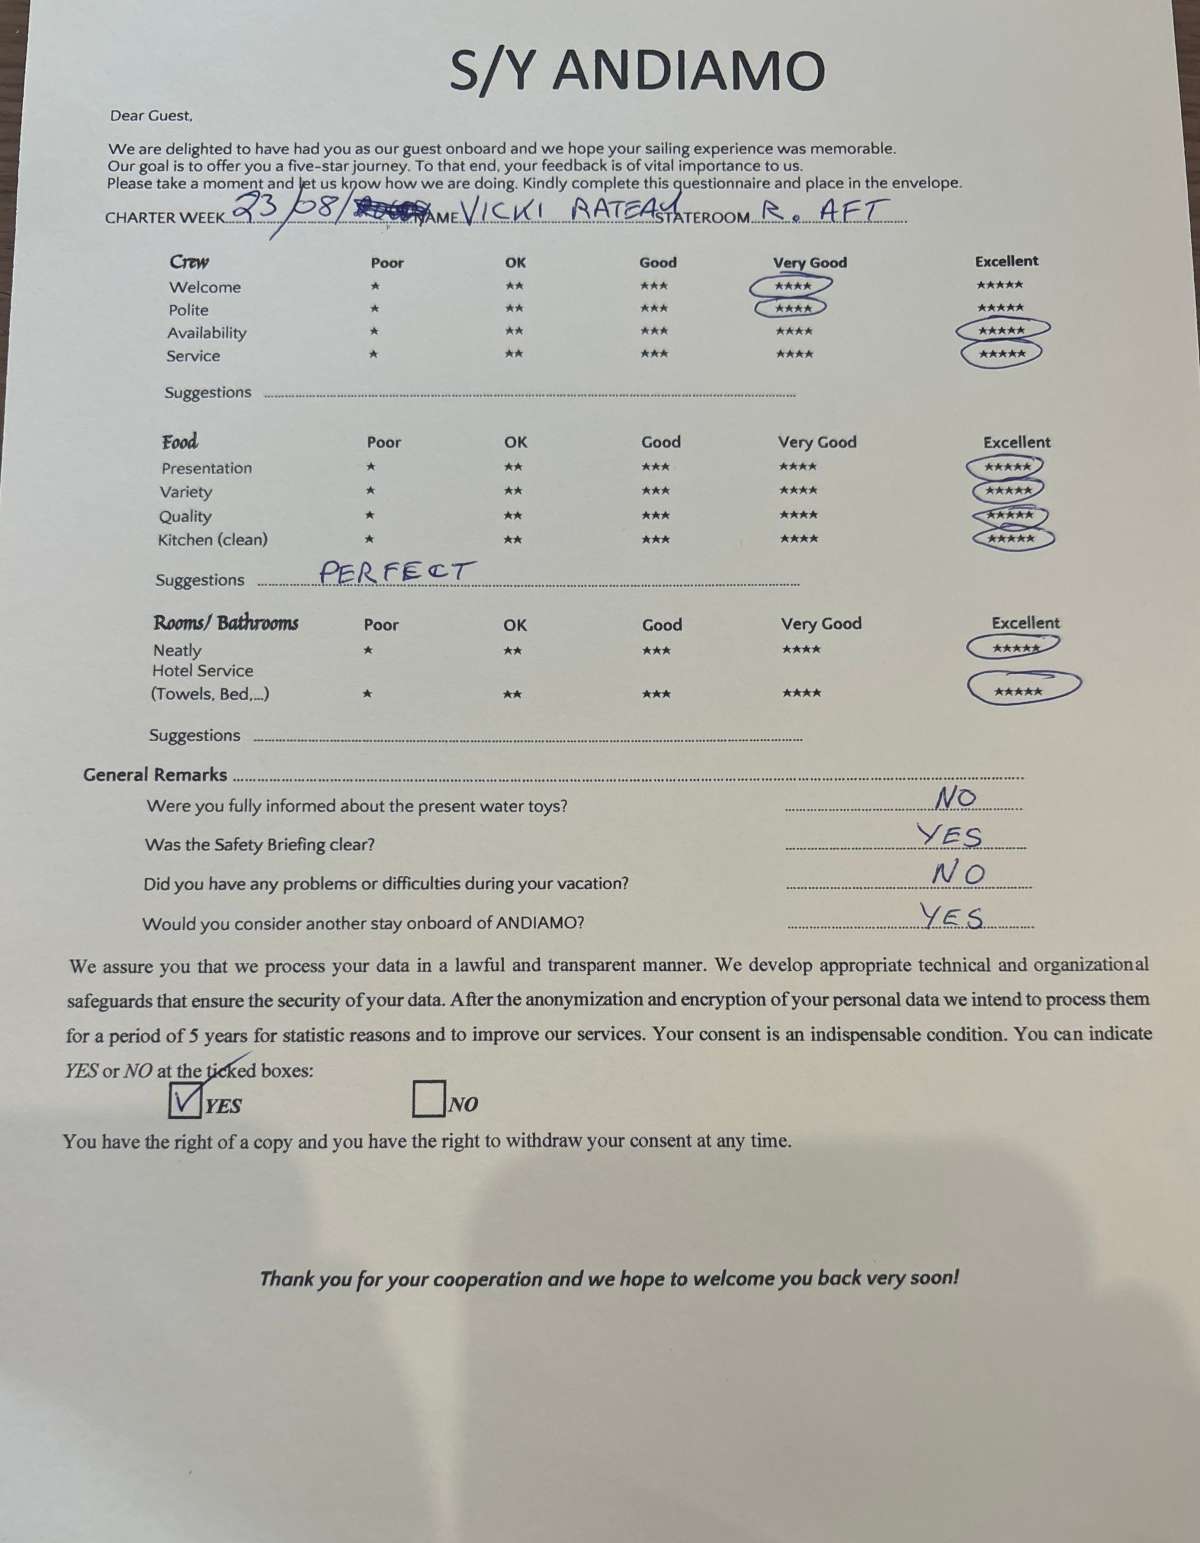 S/Y ANDIAMO
Dear Guest,
We are delighted to have had you as our guest onboard and we hope your sailing experience was memorable.
Our goal is to offer you a five-star journey. To that end, your feedback is of vital importance to us.
Please take a moment and let us know how we are doing. Kindly complete this questionnaire and place in the envelope.
CHARTER WEEK 23/08/ NAME VICKI RATEAU STATEROOM R. AFT
Crew Poor OK Good Very Good Excellent
Welcome ★ ★★ ★★★ ★★★★ ★★★★★
Polite ★ ★★ ★★★ ★★★★ ★★★★★
Availability ★ ★★ ★★★ ★★★★ ★★★★★
Service ★ ★★ ★★★ ★★★★ ★★★★★
Suggestions
Food Poor OK Good Very Good Excellent
Presentation ★ ★★ ★★★ ★★★★ ★★★★★
Variety ★ ★★ ★★★ ★★★★ ★★★★★
Quality ★ ★★ ★★★ ★★★★ ★★★★★
Kitchen (clean) ★ ★★ ★★★ ★★★★ ★★★★★
Suggestions PERFECT
Rooms/ Bathrooms Poor OK Good Very Good Excellent
Neatly ★ ★★ ★★★ ★★★★ ★★★★★
Hotel Service
(Towels, Bed,...) ★ ★★ ★★★ ★★★★ ★★★★★
Suggestions
General Remarks
Were you fully informed about the present water toys? NO
Was the Safety Briefing clear? YES
Did you have any problems or difficulties during your vacation? NO
Would you consider another stay onboard of ANDIAMO? YES
We assure you that we process your data in a lawful and transparent manner. We develop appropriate technical and organizational
safeguards that ensure the security of your data. After the anonymization and encryption of your personal data we intend to process them
for a period of 5 years for statistic reasons and to improve our services. Your consent is an indispensable condition. You can indicate
YES or NO at the ticked boxes:
YES NO
You have the right of a copy and you have the right to withdraw your consent at any time.
Thank you for your cooperation and we hope to welcome you back very soon!